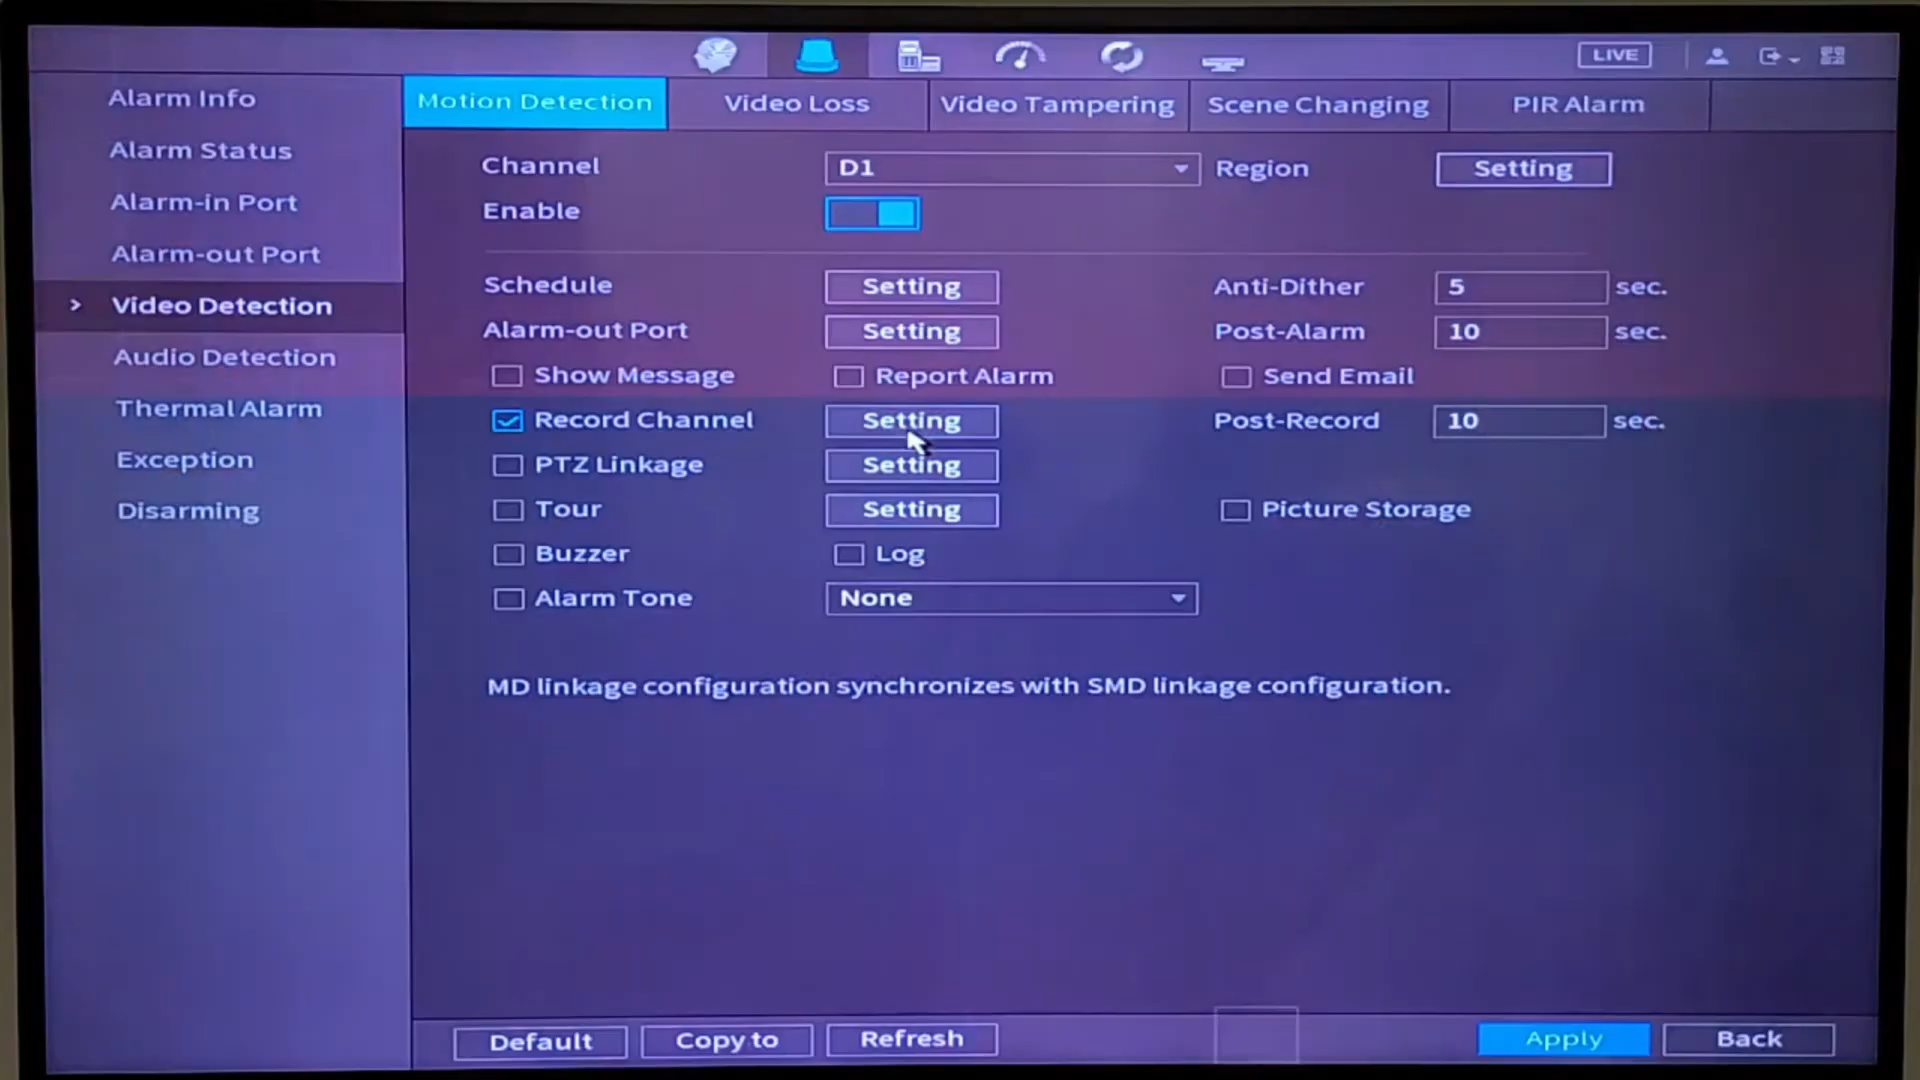 LIVE
Alarm Info
Alarm Status
Alarm-in Port
Alarm-out Port
> Video Detection
Audio Detection
Thermal Alarm
Exception
Disarming
Motion Detection Video Loss Video Tampering Scene Changing PIR Alarm
Channel D1 Region Setting
Enable
Schedule Setting Anti-Dither 5 sec.
Alarm-out Port Setting Post-Alarm 10 sec.
Show Message Report Alarm Send Email
Record Channel Setting Post-Record 10 sec.
PTZ Linkage Setting
Tour Setting Picture Storage
Buzzer Log
Alarm Tone None
MD linkage configuration synchronizes with SMD linkage configuration.
Default Copy to Refresh Apply Back